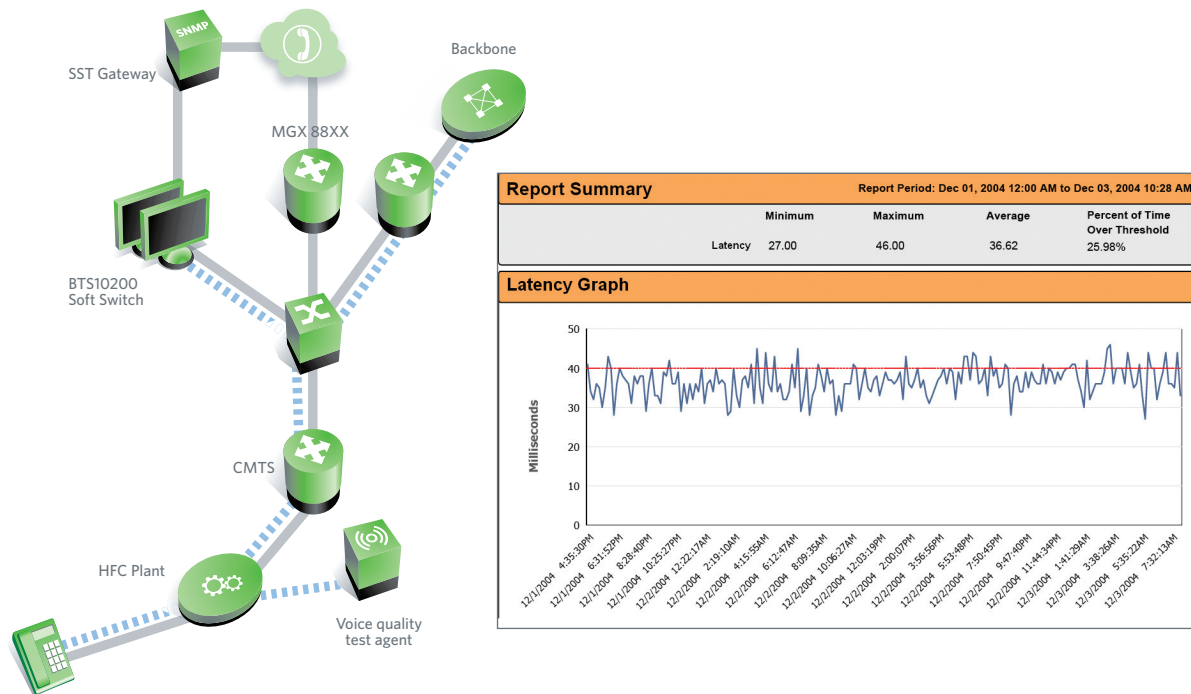 SNMP
SST Gateway
Backbone
MGX 88XX
BTS10200
Soft Switch
CMTS
HFC Plant
Voice quality
test agent
Report Summary
Report Period: Dec 01, 2004 12:00 AM to Dec 03, 2004 10:28 AM
Minimum
Maximum
Average
Percent of Time
Over Threshold
Latency
27.00
46.00
36.62
25.98%
Latency Graph
Milliseconds
50
40
30
20
10
0
12/1/2004 4:35:30PM
12/1/2004 6:31:52PM
12/1/2004 8:28:40PM
12/1/2004 10:25:27PM
12/2/2004 12:22:17AM
12/2/2004 2:19:10AM
12/2/2004 4:15:55AM
12/2/2004 6:12:47AM
12/2/2004 8:09:35AM
12/2/2004 10:06:27AM
12/2/2004 12:03:19PM
12/2/2004 2:00:07PM
12/2/2004 3:56:56PM
12/2/2004 5:53:48PM
12/2/2004 7:50:45PM
12/2/2004 9:47:40PM
12/2/2004 11:44:34PM
12/3/2004 1:41:29AM
12/3/2004 3:38:26AM
12/3/2004 5:35:22AM
12/3/2004 7:32:13AM